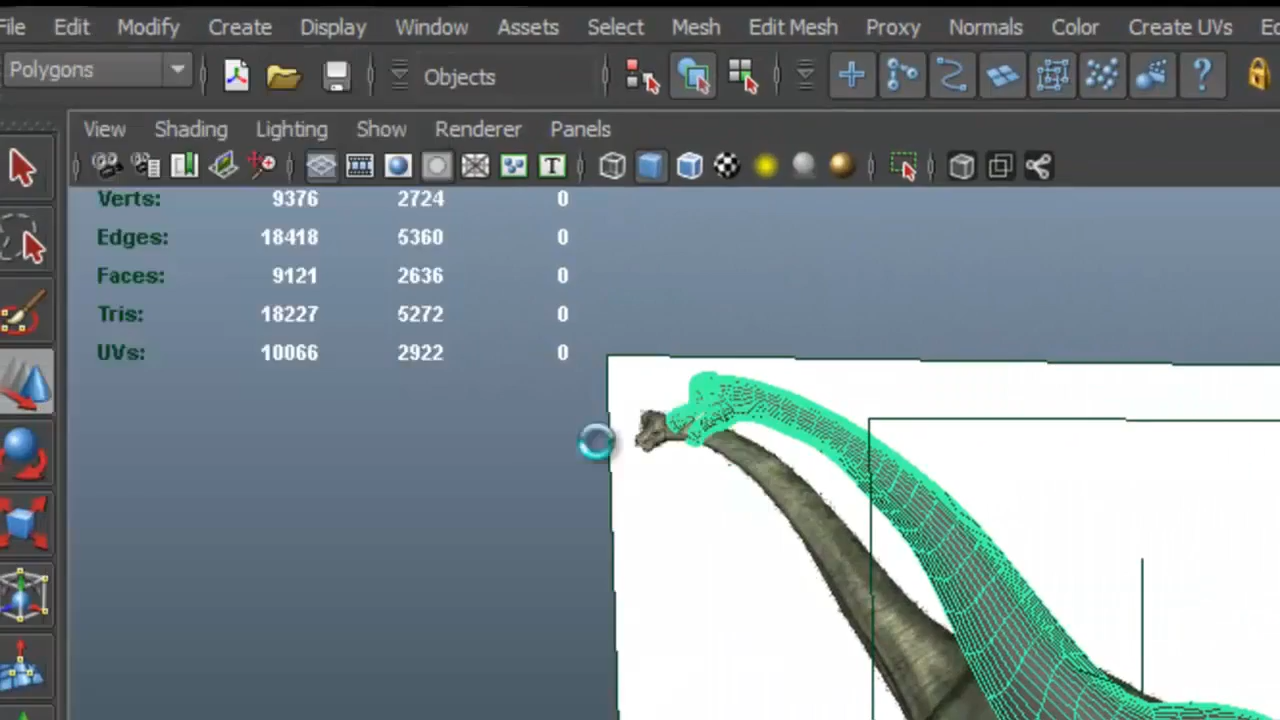 File Edit Modify Create Display Window Assets Select Mesh Edit Mesh Proxy Normals Color Create UVs
Polygons Objects
View Shading Lighting Show Renderer Panels
Verts: 9376 2724 0
Edges: 18418 5360 0
Faces: 9121 2636 0
Tris: 18227 5272 0
UVs: 10066 2922 0